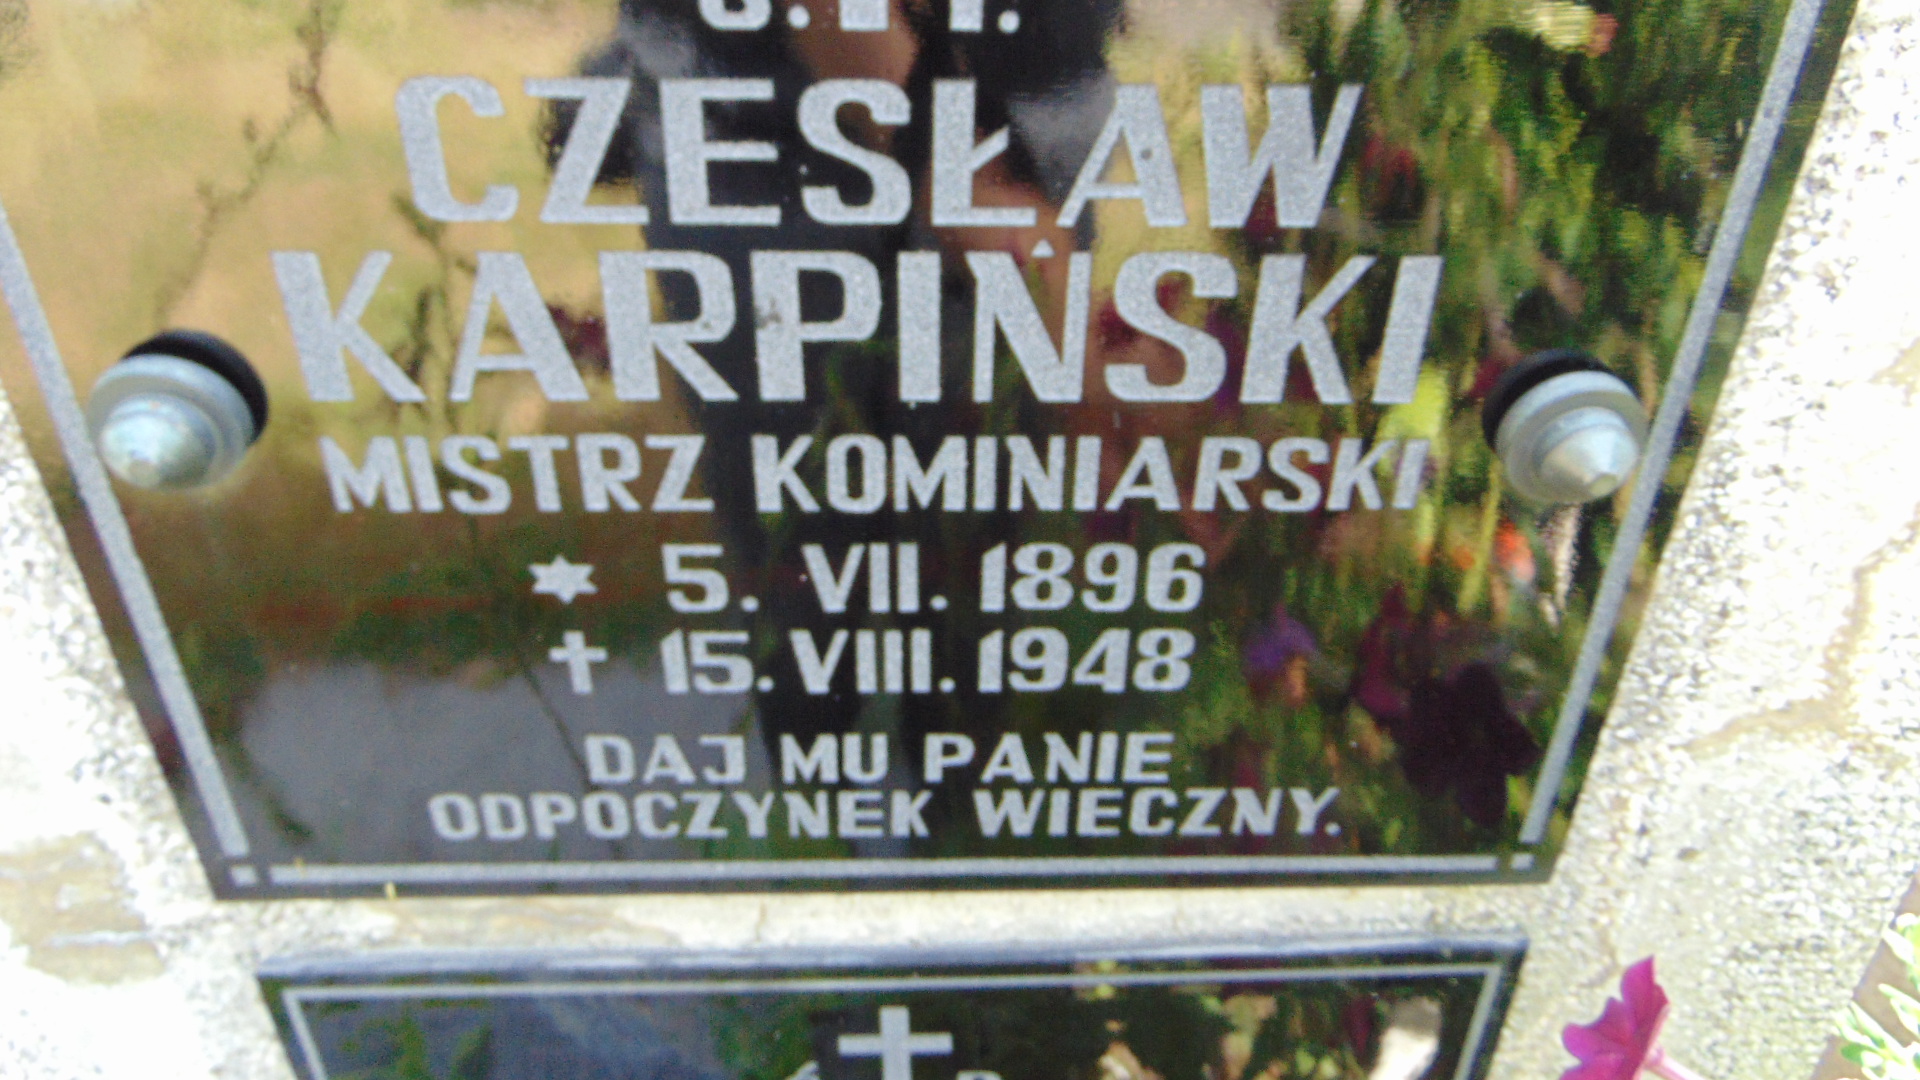 CZESŁAW
KARPIŃSKI
MISTRZ KOMINIARSKI
5. VII. 1896
15. VIII. 1948
DAJ MU PANIE
ODPOCZYNEK WIECZNY.